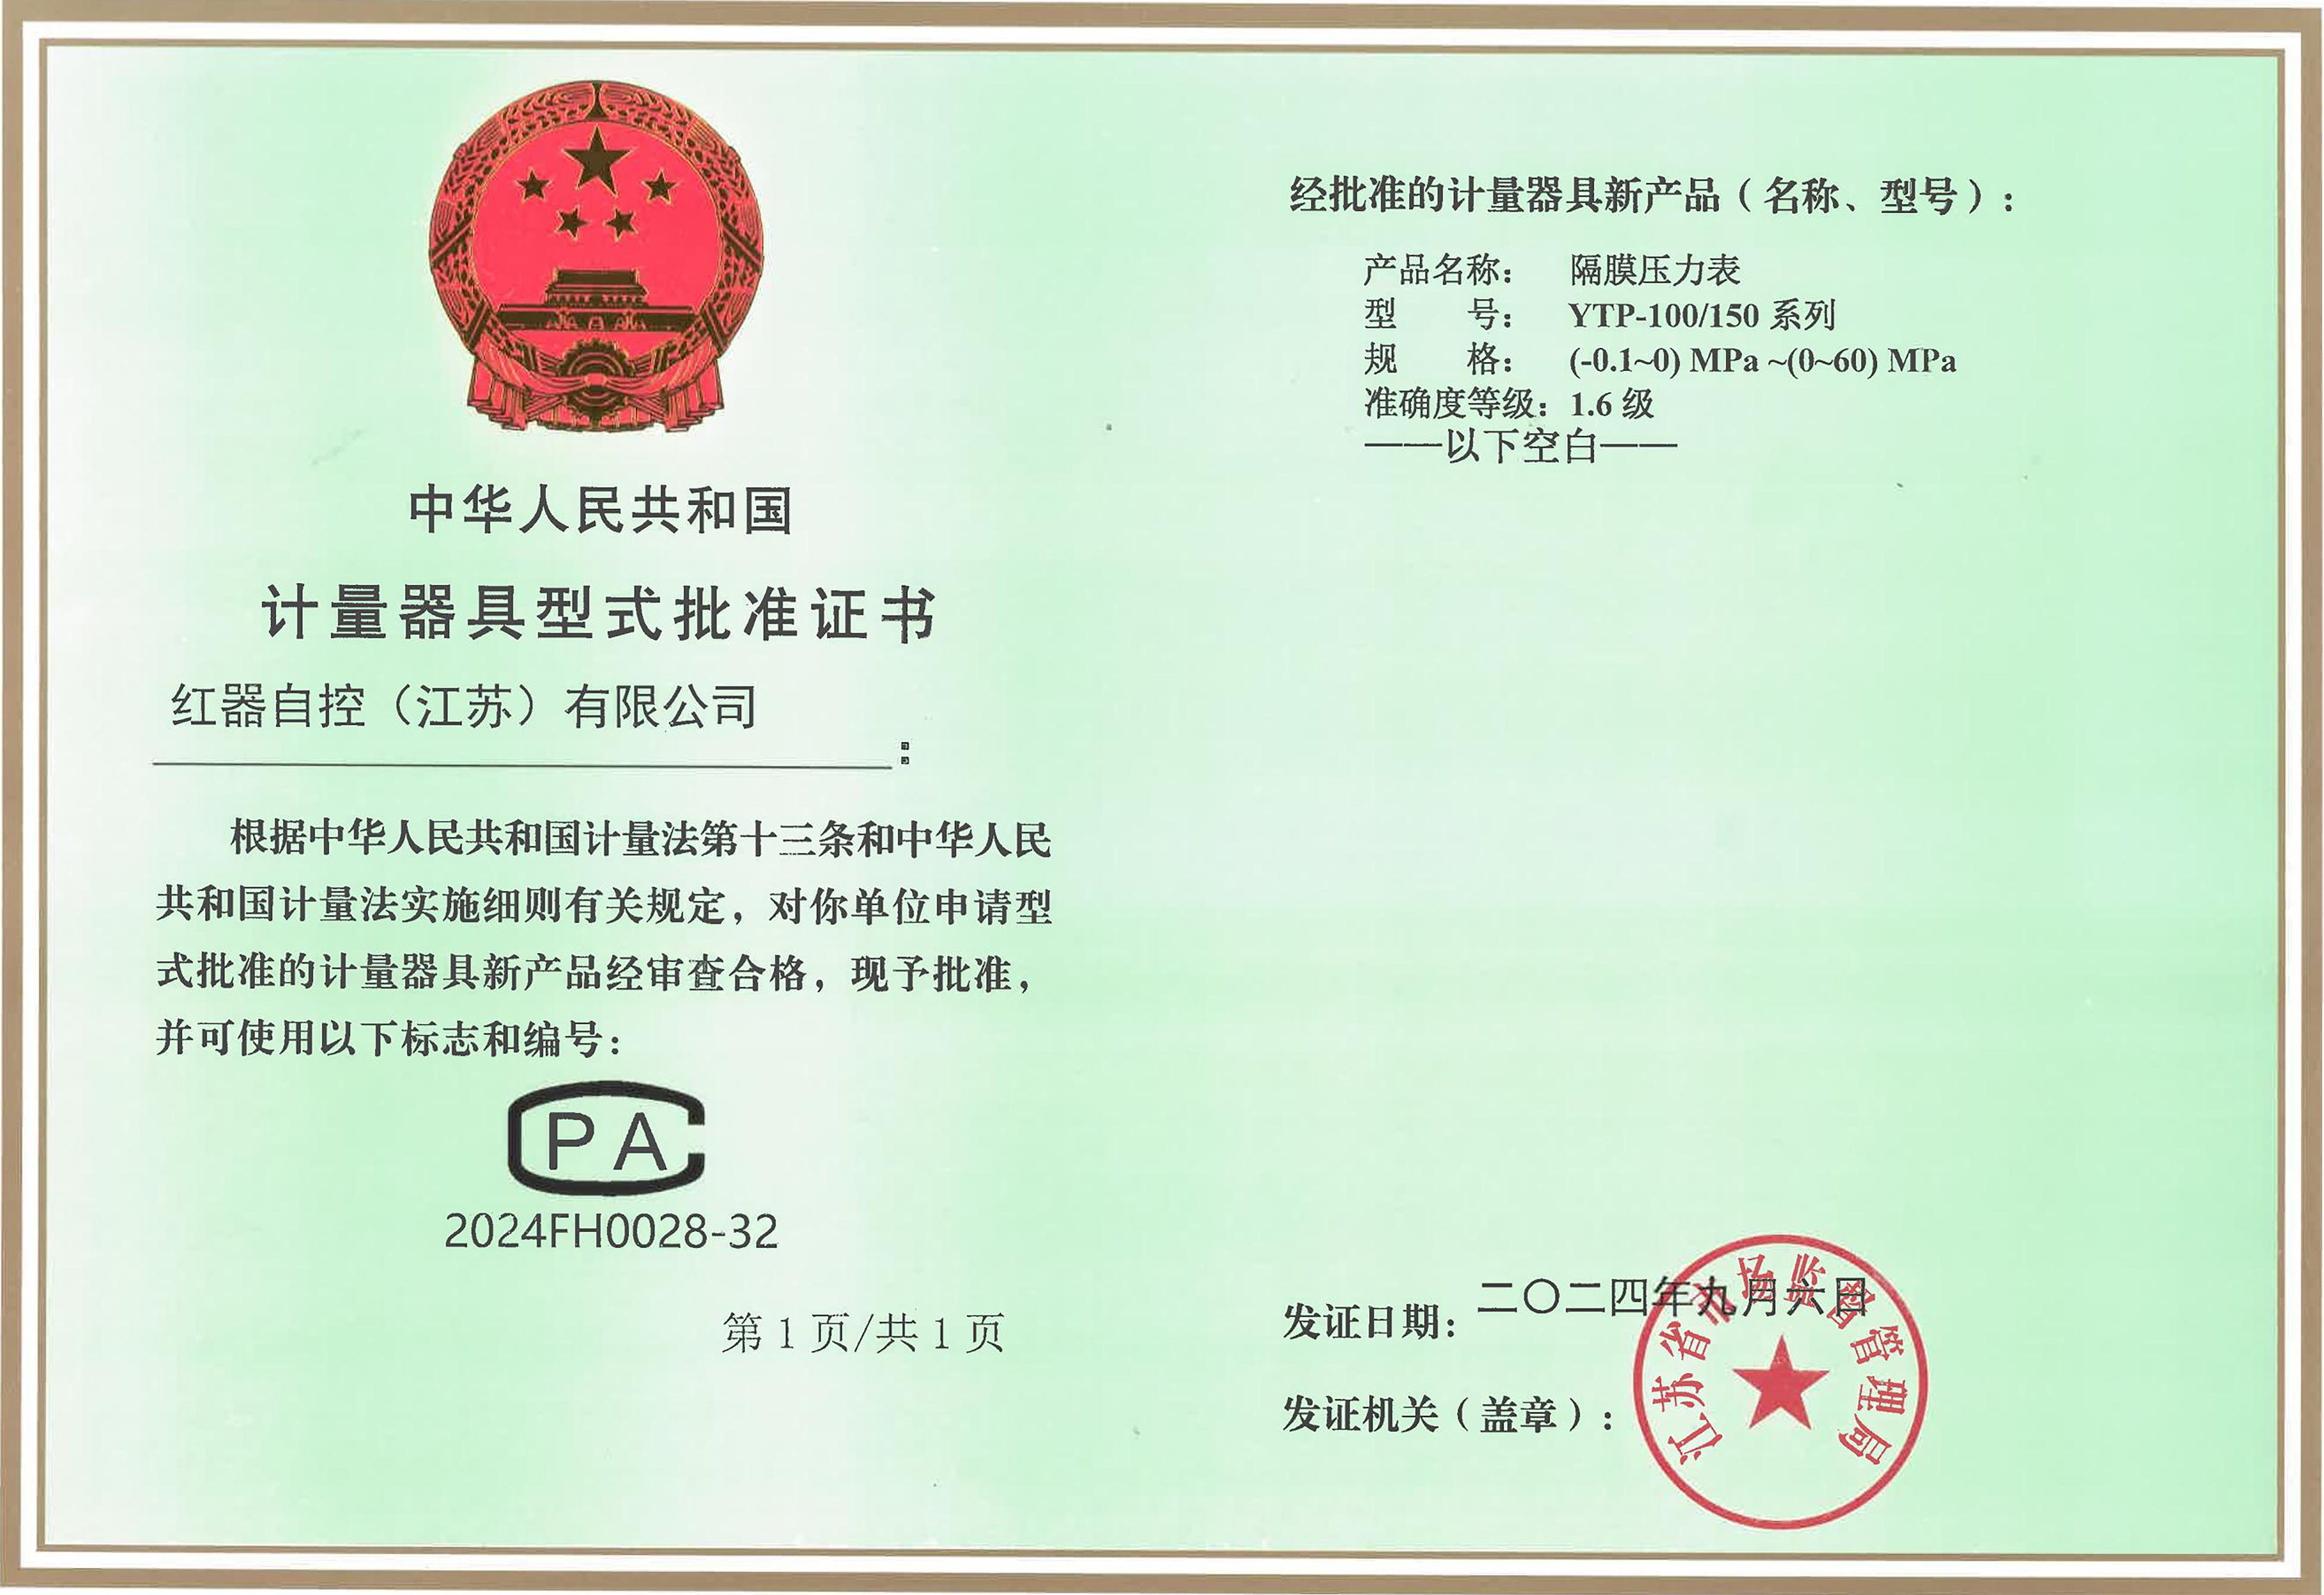 中华人民共和国
计量器具型式批准证书
红器自控（江苏）有限公司
：
根据中华人民共和国计量法第十三条和中华人民
共和国计量法实施细则有关规定，对你单位申请型
式批准的计量器具新产品经审查合格，现予批准，
并可使用以下标志和编号：
PA
2024FH0028-32
第 1 页/共 1 页
经批准的计量器具新产品（名称、型号）：
产品名称： 隔膜压力表
型 号： YTP-100/150 系列
规 格： (-0.1~0) MPa ~(0~60) MPa
准确度等级：1.6 级
——以下空白——
发证日期：二〇二四年九月六日
发证机关（盖章）：
江苏省市场监督管理局